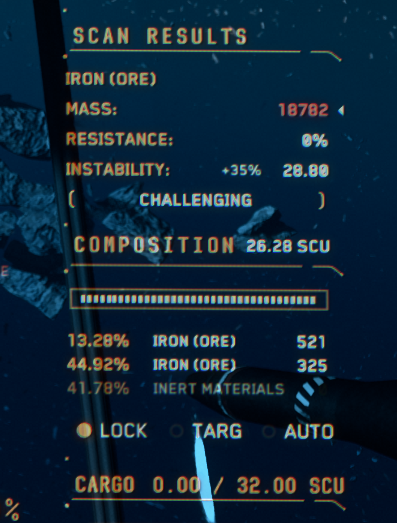 SCAN RESULTS
IRON (ORE)
MASS: 18782
RESISTANCE: 0%
INSTABILITY: +35% 28.80
( CHALLENGING )
COMPOSITION 26.28 SCU
13.28% IRON (ORE) 521
44.92% IRON (ORE) 325
41.78% INERT MATERIALS
LOCK TARG AUTO
CARGO 0.00 / 32.00 SCU
%